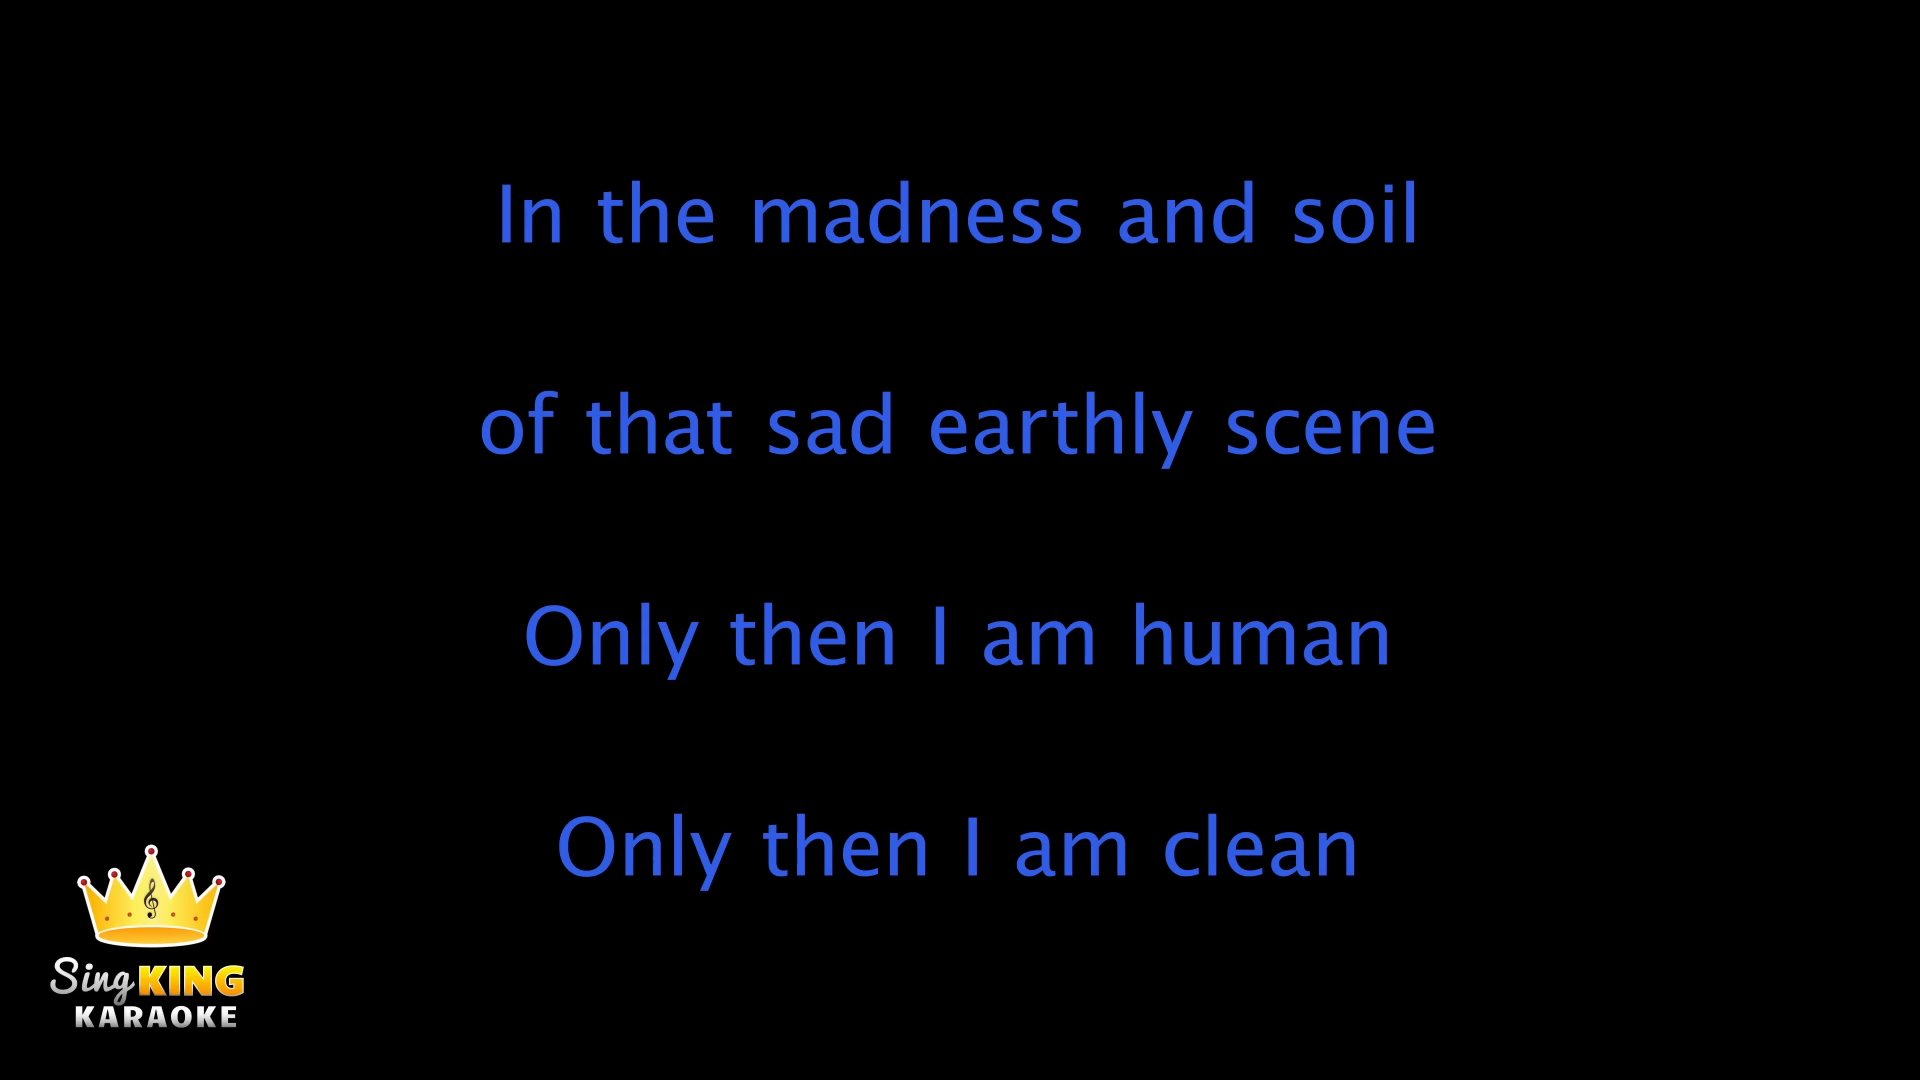 In the madness and soil
of that sad earthly scene
Only then I am human
Only then I am clean
Sing KING
KARAOKE